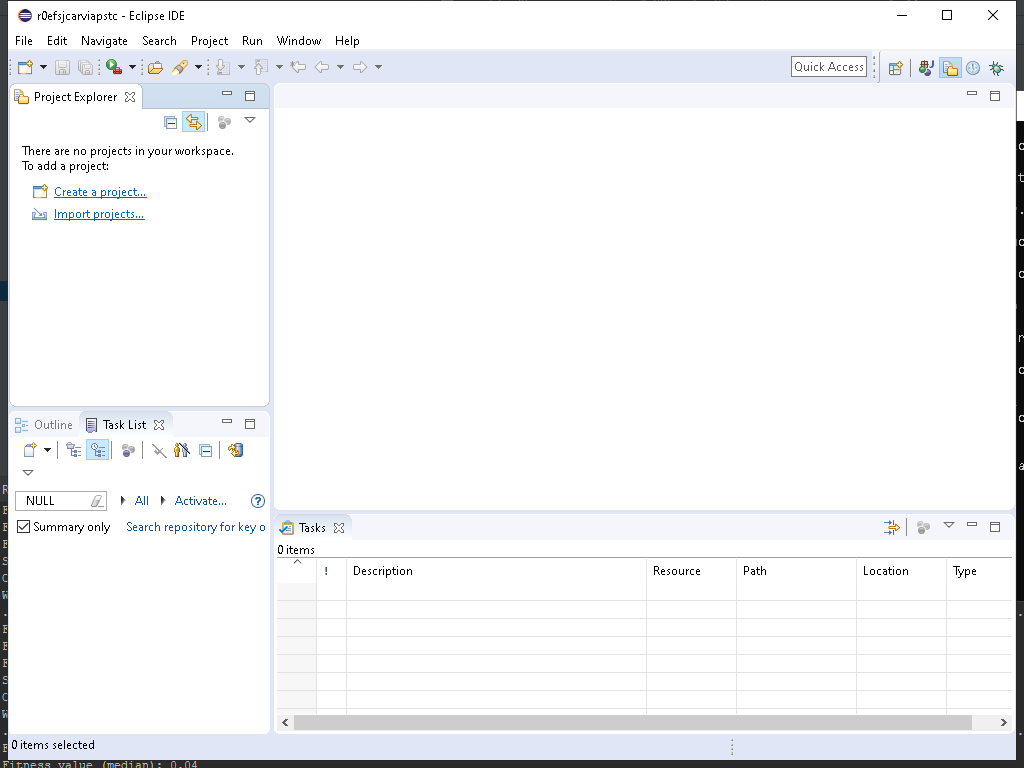 r0efsjcarviapstc - Eclipse IDE
File Edit Navigate Search Project Run Window Help
Quick Access
Project Explorer
There are no projects in your workspace.
To add a project:
Create a project...
Import projects...
Outline Task List
NULL All Activate...
Summary only Search repository for key o
Tasks
0 items
! Description Resource Path Location Type
0 items selected
Fitness value (median): 0.04